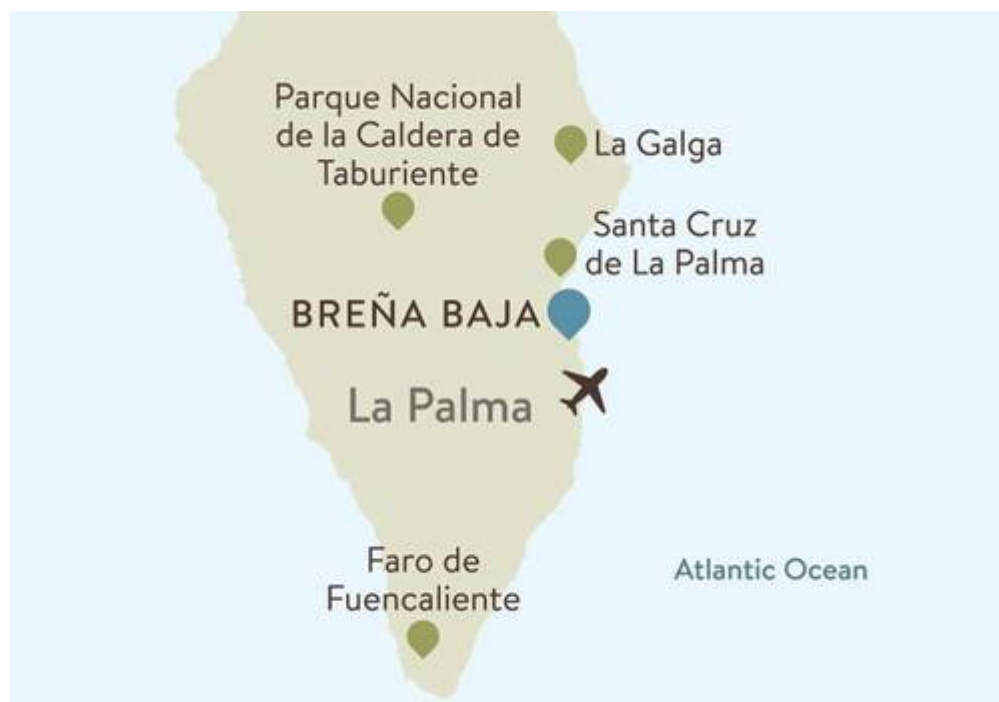 Parque Nacional
de la Caldera de
Taburiente
La Galga
Santa Cruz
de La Palma
BREÑA BAJA
La Palma
Faro de
Fuencaliente
Atlantic Ocean